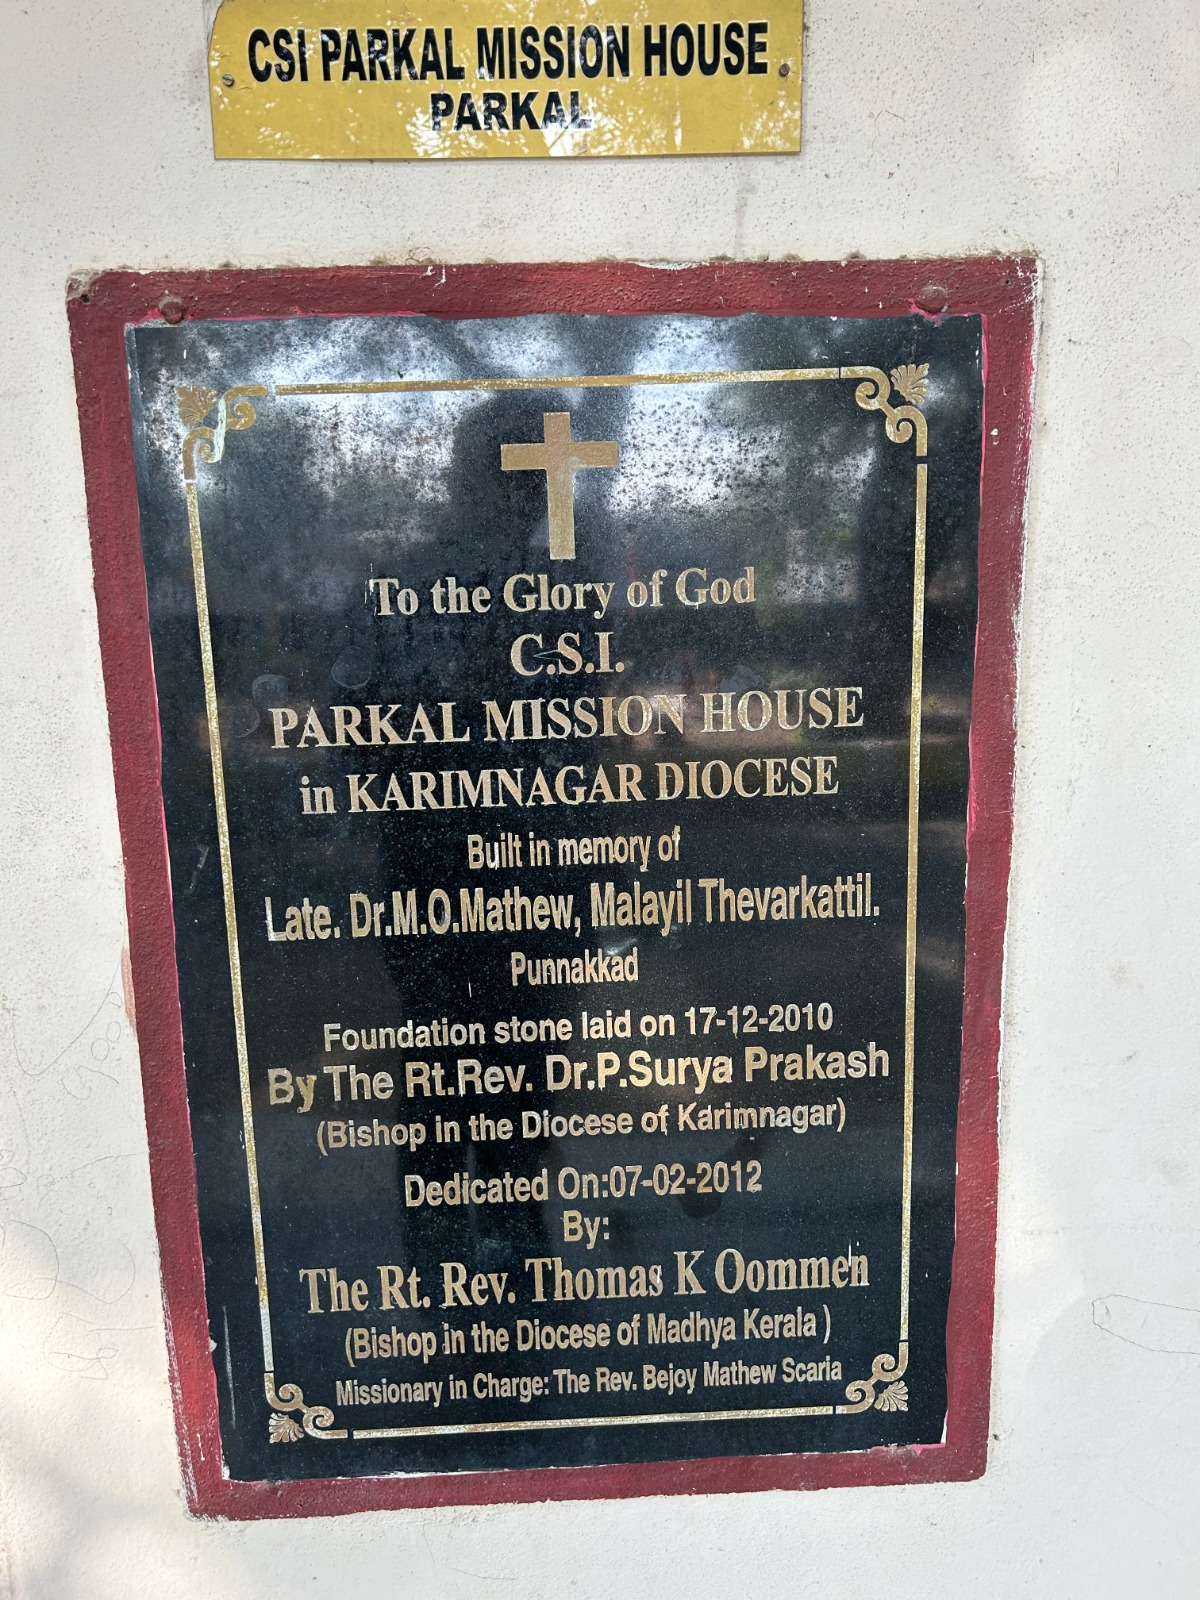 CSI PARKAL MISSION HOUSE
PARKAL
To the Glory of God
C.S.I.
PARKAL MISSION HOUSE
in KARIMNAGAR DIOCESE
Built in memory of
Late. Dr.M.O.Mathew, Malayil Thevarkattil.
Punnakkad
Foundation stone laid on 17-12-2010
By The Rt.Rev. Dr.P.Surya Prakash
(Bishop in the Diocese of Karimnagar)
Dedicated On:07-02-2012
By:
The Rt. Rev. Thomas K Oommen
(Bishop in the Diocese of Madhya Kerala )
Missionary in Charge: The Rev. Bejoy Mathew Scaria